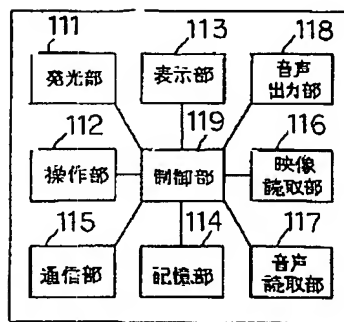 111
発光部
113
表示部
118
音声
出力部
112
操作部
119
制御部
116
映像
読取部
115
通信部
114
記憶部
117
音声
読取部